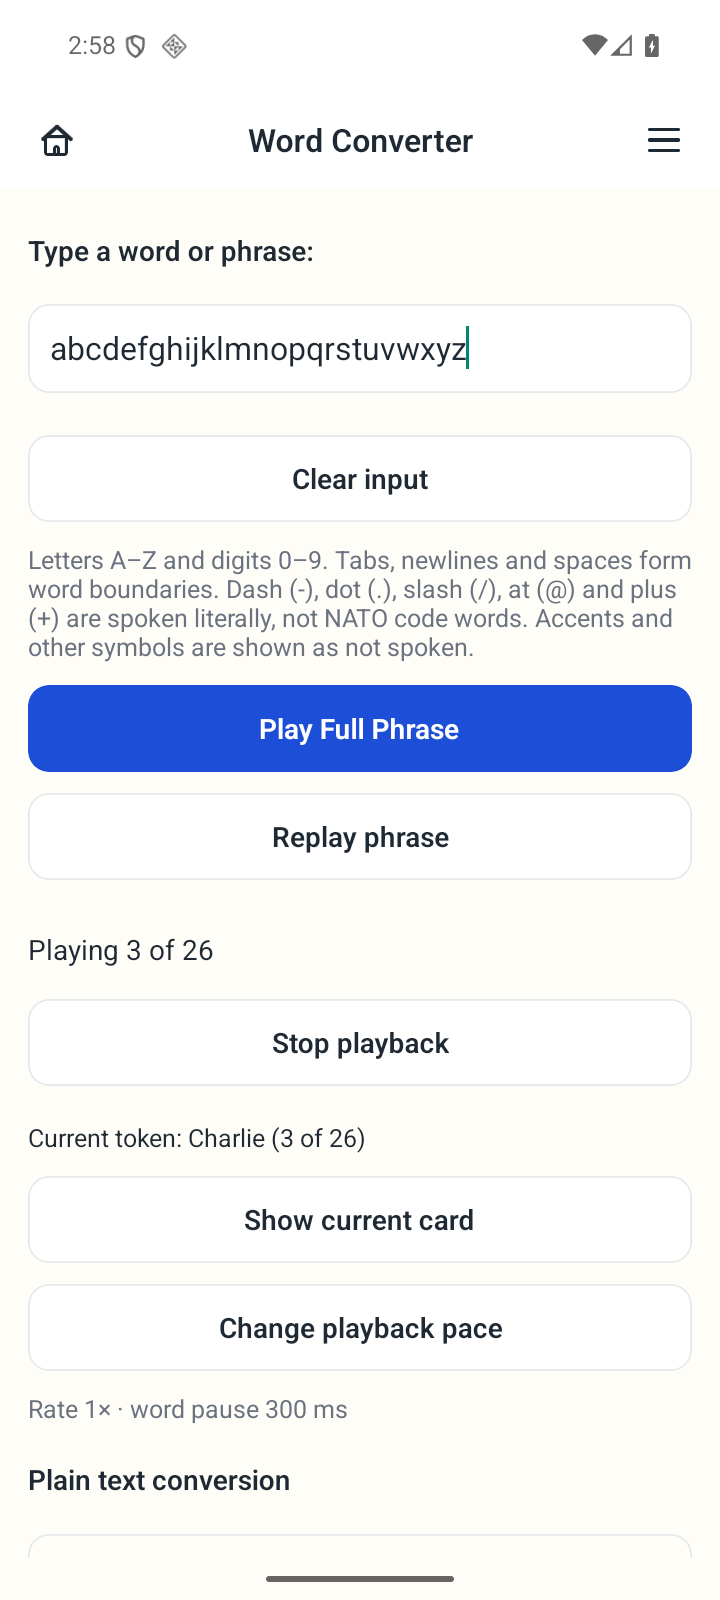 2:58
Word Converter
Type a word or phrase:
abcdefghijklmnopqrstuvwxyz
Clear input
Letters A–Z and digits 0–9. Tabs, newlines and spaces form
word boundaries. Dash (-), dot (.), slash (/), at (@) and plus
(+) are spoken literally, not NATO code words. Accents and
other symbols are shown as not spoken.
Play Full Phrase
Replay phrase
Playing 3 of 26
Stop playback
Current token: Charlie (3 of 26)
Show current card
Change playback pace
Rate 1× · word pause 300 ms
Plain text conversion